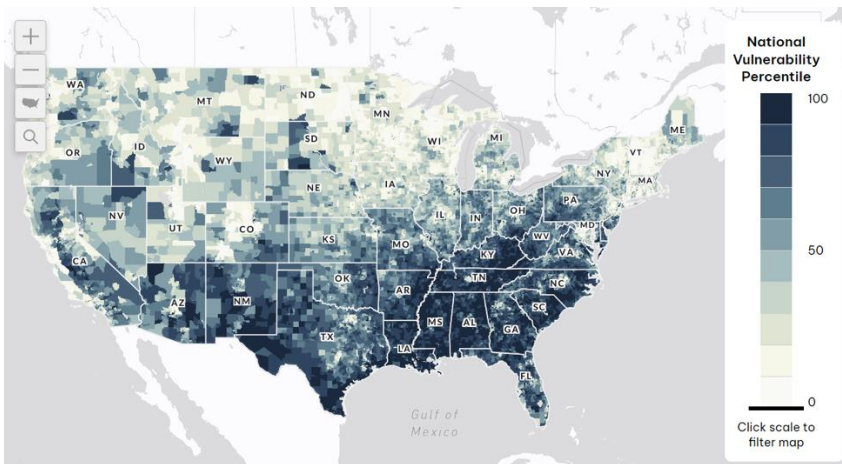 +
−
WA
MT
ND
MN
OR
ID
SD
WY
WI
MI
ME
VT
NY
MA
NE
IA
NV
UT
CO
IL
IN
OH
PA
MD
CA
KS
MO
KY
WV
VA
AZ
NM
OK
AR
TN
NC
SC
TX
LA
MS
AL
GA
FL
Gulf of
Mexico
National
Vulnerability
Percentile
100
50
0
Click scale to
filter map